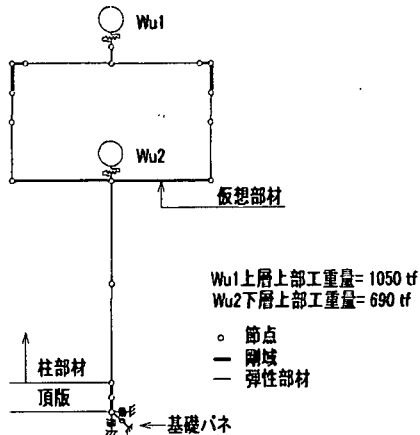 Wu1
Wu2
仮想部材
Wu1上層上部工重量= 1050 tf
Wu2下層上部工重量= 690 tf
節点
剛域
弾性部材
柱部材
頂版
基礎バネ